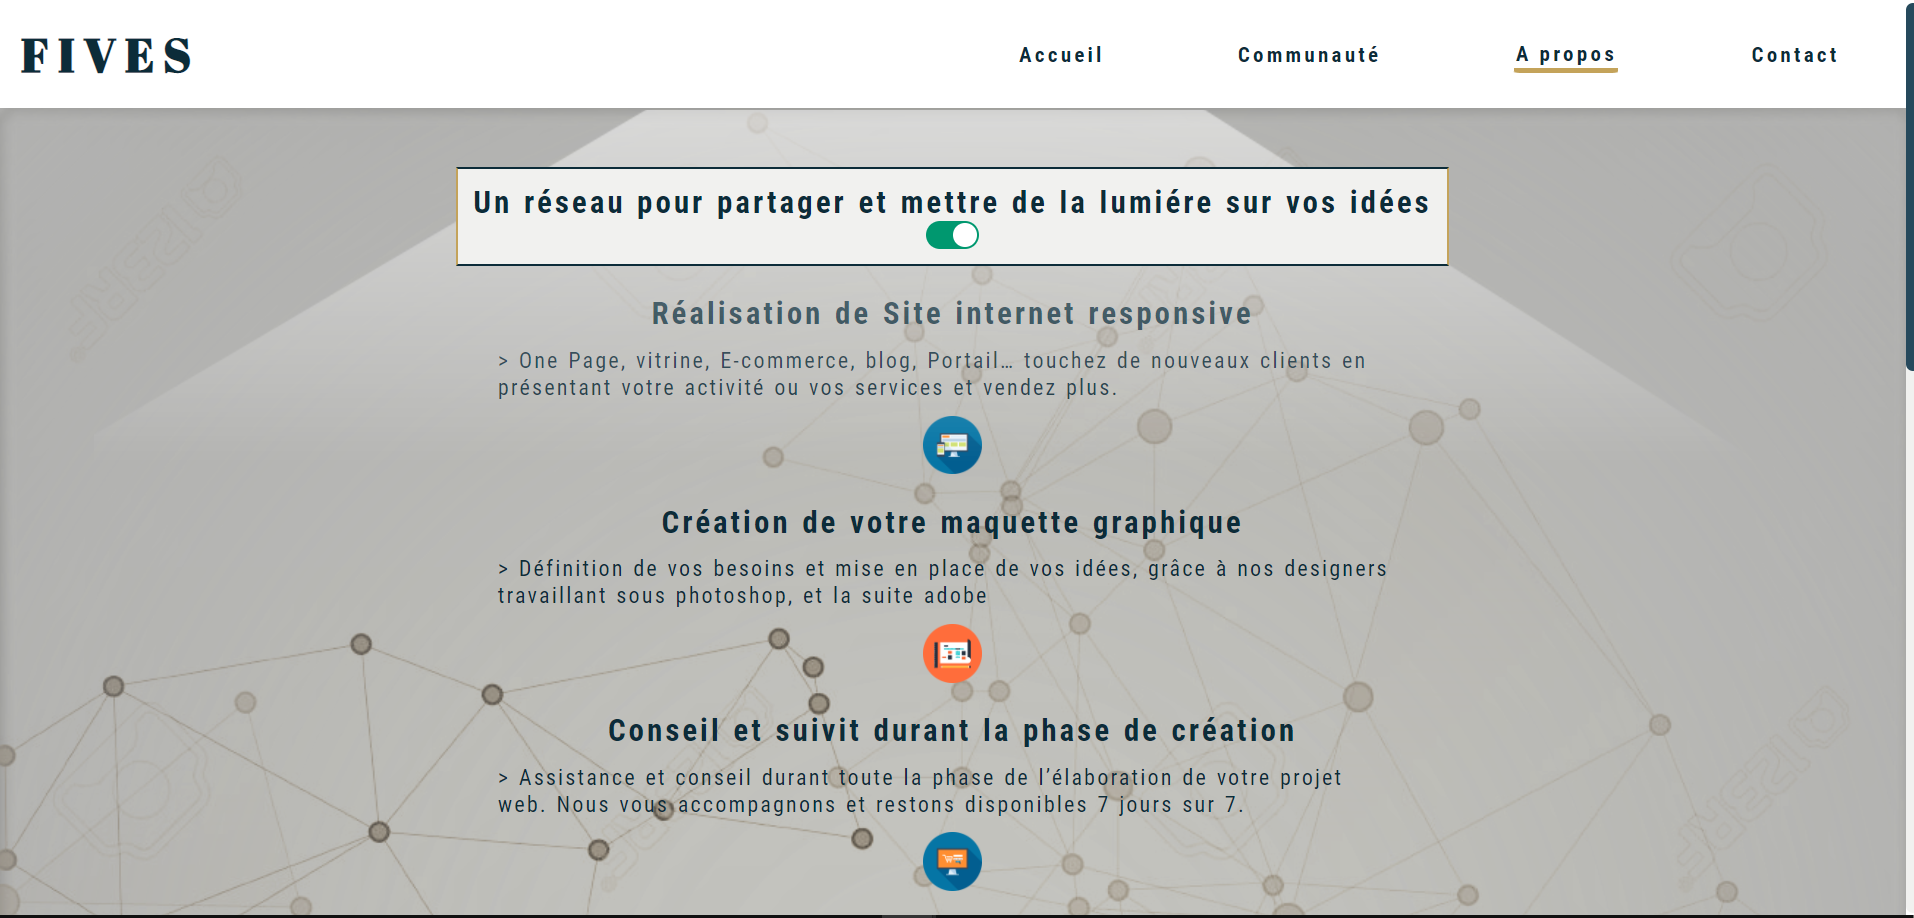 FIVES
Accueil
Communauté
A propos
Contact
Un réseau pour partager et mettre de la lumiére sur vos idées
Réalisation de Site internet responsive
> One Page, vitrine, E-commerce, blog, Portail… touchez de nouveaux clients en
présentant votre activité ou vos services et vendez plus.
Création de votre maquette graphique
> Définition de vos besoins et mise en place de vos idées, grâce à nos designers
travaillant sous photoshop, et la suite adobe
Conseil et suivit durant la phase de création
> Assistance et conseil durant toute la phase de l’élaboration de votre projet
web. Nous vous accompagnons et restons disponibles 7 jours sur 7.